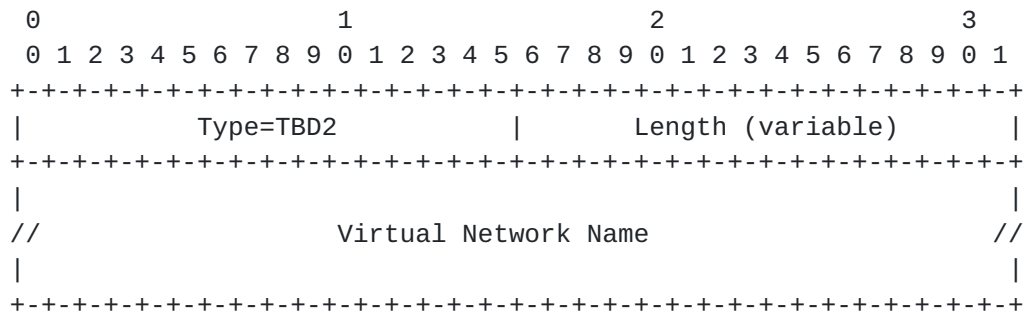 0                   1                   2                   3
 0 1 2 3 4 5 6 7 8 9 0 1 2 3 4 5 6 7 8 9 0 1 2 3 4 5 6 7 8 9 0 1
+-+-+-+-+-+-+-+-+-+-+-+-+-+-+-+-+-+-+-+-+-+-+-+-+-+-+-+-+-+-+-+-+
|           Type=TBD2           |       Length (variable)       |
+-+-+-+-+-+-+-+-+-+-+-+-+-+-+-+-+-+-+-+-+-+-+-+-+-+-+-+-+-+-+-+-+
|                                                               |
//                   Virtual Network Name                      //
|                                                               |
+-+-+-+-+-+-+-+-+-+-+-+-+-+-+-+-+-+-+-+-+-+-+-+-+-+-+-+-+-+-+-+-+